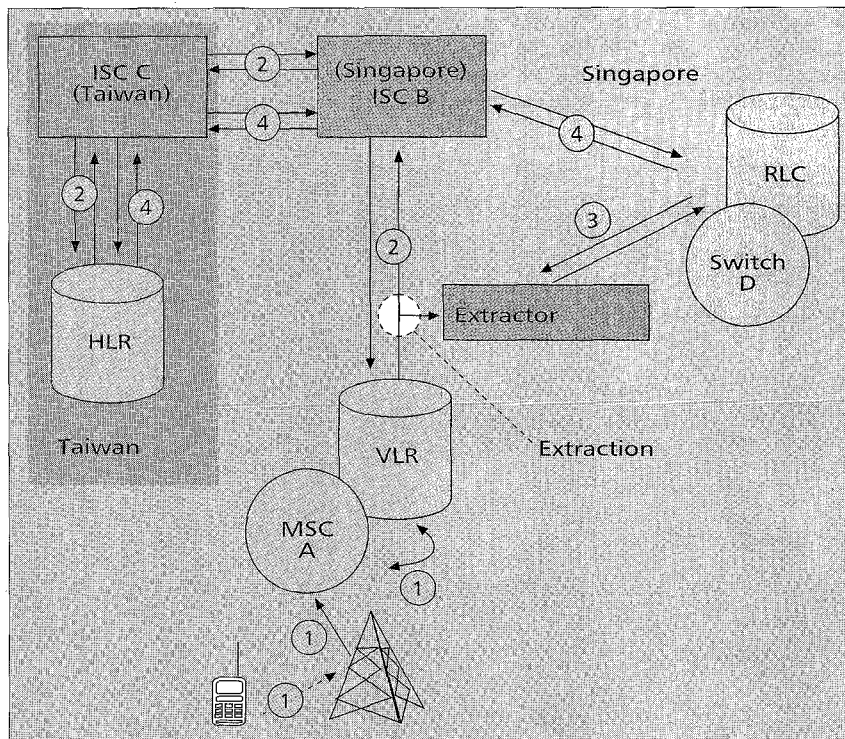 ISC C
(Taiwan)
2
(Singapore)
ISC B
Singapore
4
4
RLC
2
4
3
2
Switch
D
Extractor
HLR
Taiwan
VLR
Extraction
MSC
A
1
1
1